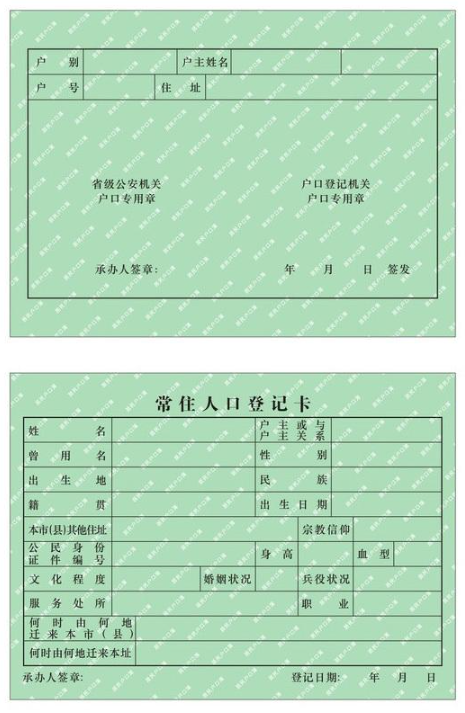 户 别 户主姓名
户 号 住 址
省级公安机关 户口登记机关
户口专用章 户口专用章
承办人签章: 年 月 日 签发
常住人口登记卡
姓 名 户主或与户主关系
曾用名 性 别
出生地 民 族
籍 贯 出生日期
本市(县)其他住址 宗教信仰
公民身份证件编号 身高 血型
文化程度 婚姻状况 兵役状况
服务处所 职 业
何时由何地迁来本市(县)
何时由何地迁来本址
承办人签章: 登记日期: 年 月 日